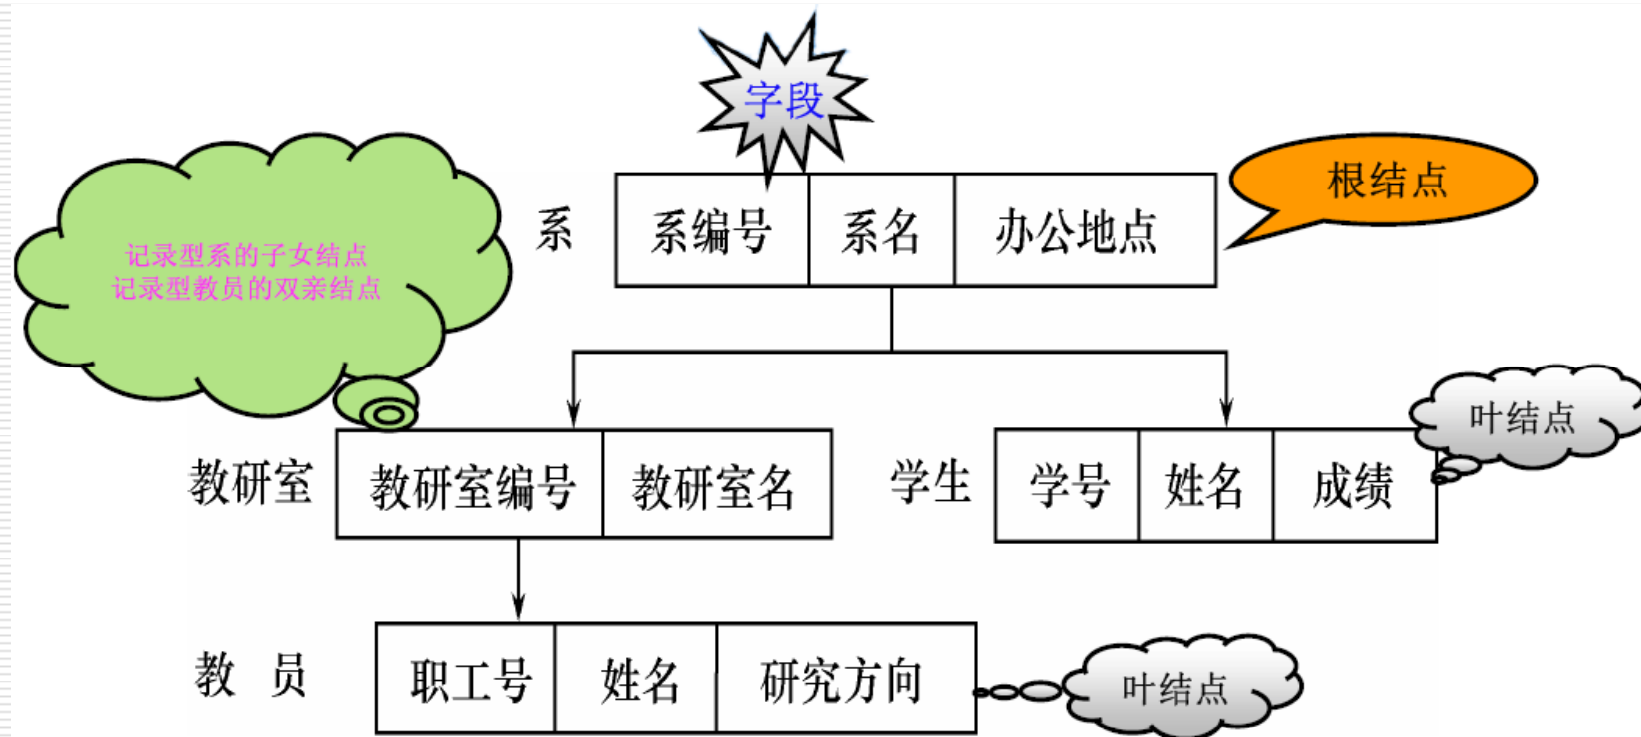 字段
根结点
系 系编号 系名 办公地点
记录型系的子女结点
记录型教员的双亲结点
叶结点
教研室 教研室编号 教研室名 学生 学号 姓名 成绩
教 员 职工号 姓名 研究方向
叶结点